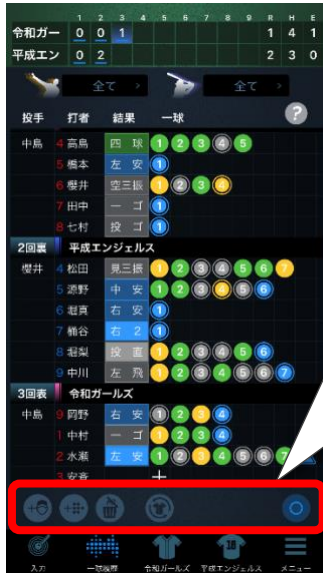 1 2 3 4 5 6 7 8 9 R H E
令和ガー 0 0 1 1 4 1
平成エン 0 2 2 3 0
全て > 全て >
投手 打者 結果 一球 ?
中島 4 高島 四 球 1 2 3 4 5
5 橋本 左 安 1
6 櫻井 空三振 1 2 3 4
7 田中 一 ゴ 1
8 七村 投 ゴ 1
2回裏 平成エンジェルス
櫻井 4 松田 見三振 1 2 3 4 5 6 7
5 源野 中 安 1 2 3 4 5 6
6 堀真 右 安 1
7 桶谷 右 2 1
8 堀梨 投 直 1 2 3 4 5 6
9 中川 左 飛 1 2 3 4 5 6 7
3回表 令和ガールズ
中島 9 岡野 右 安 1 2 3 4
1 中村 一 ゴ 1 2 3 4
2 水瀬 左 安 1 2 3 4 5 6 7
3 安斎 +
18
入力 一球履歴 令和ガールズ 平成エンジェルス メニュー